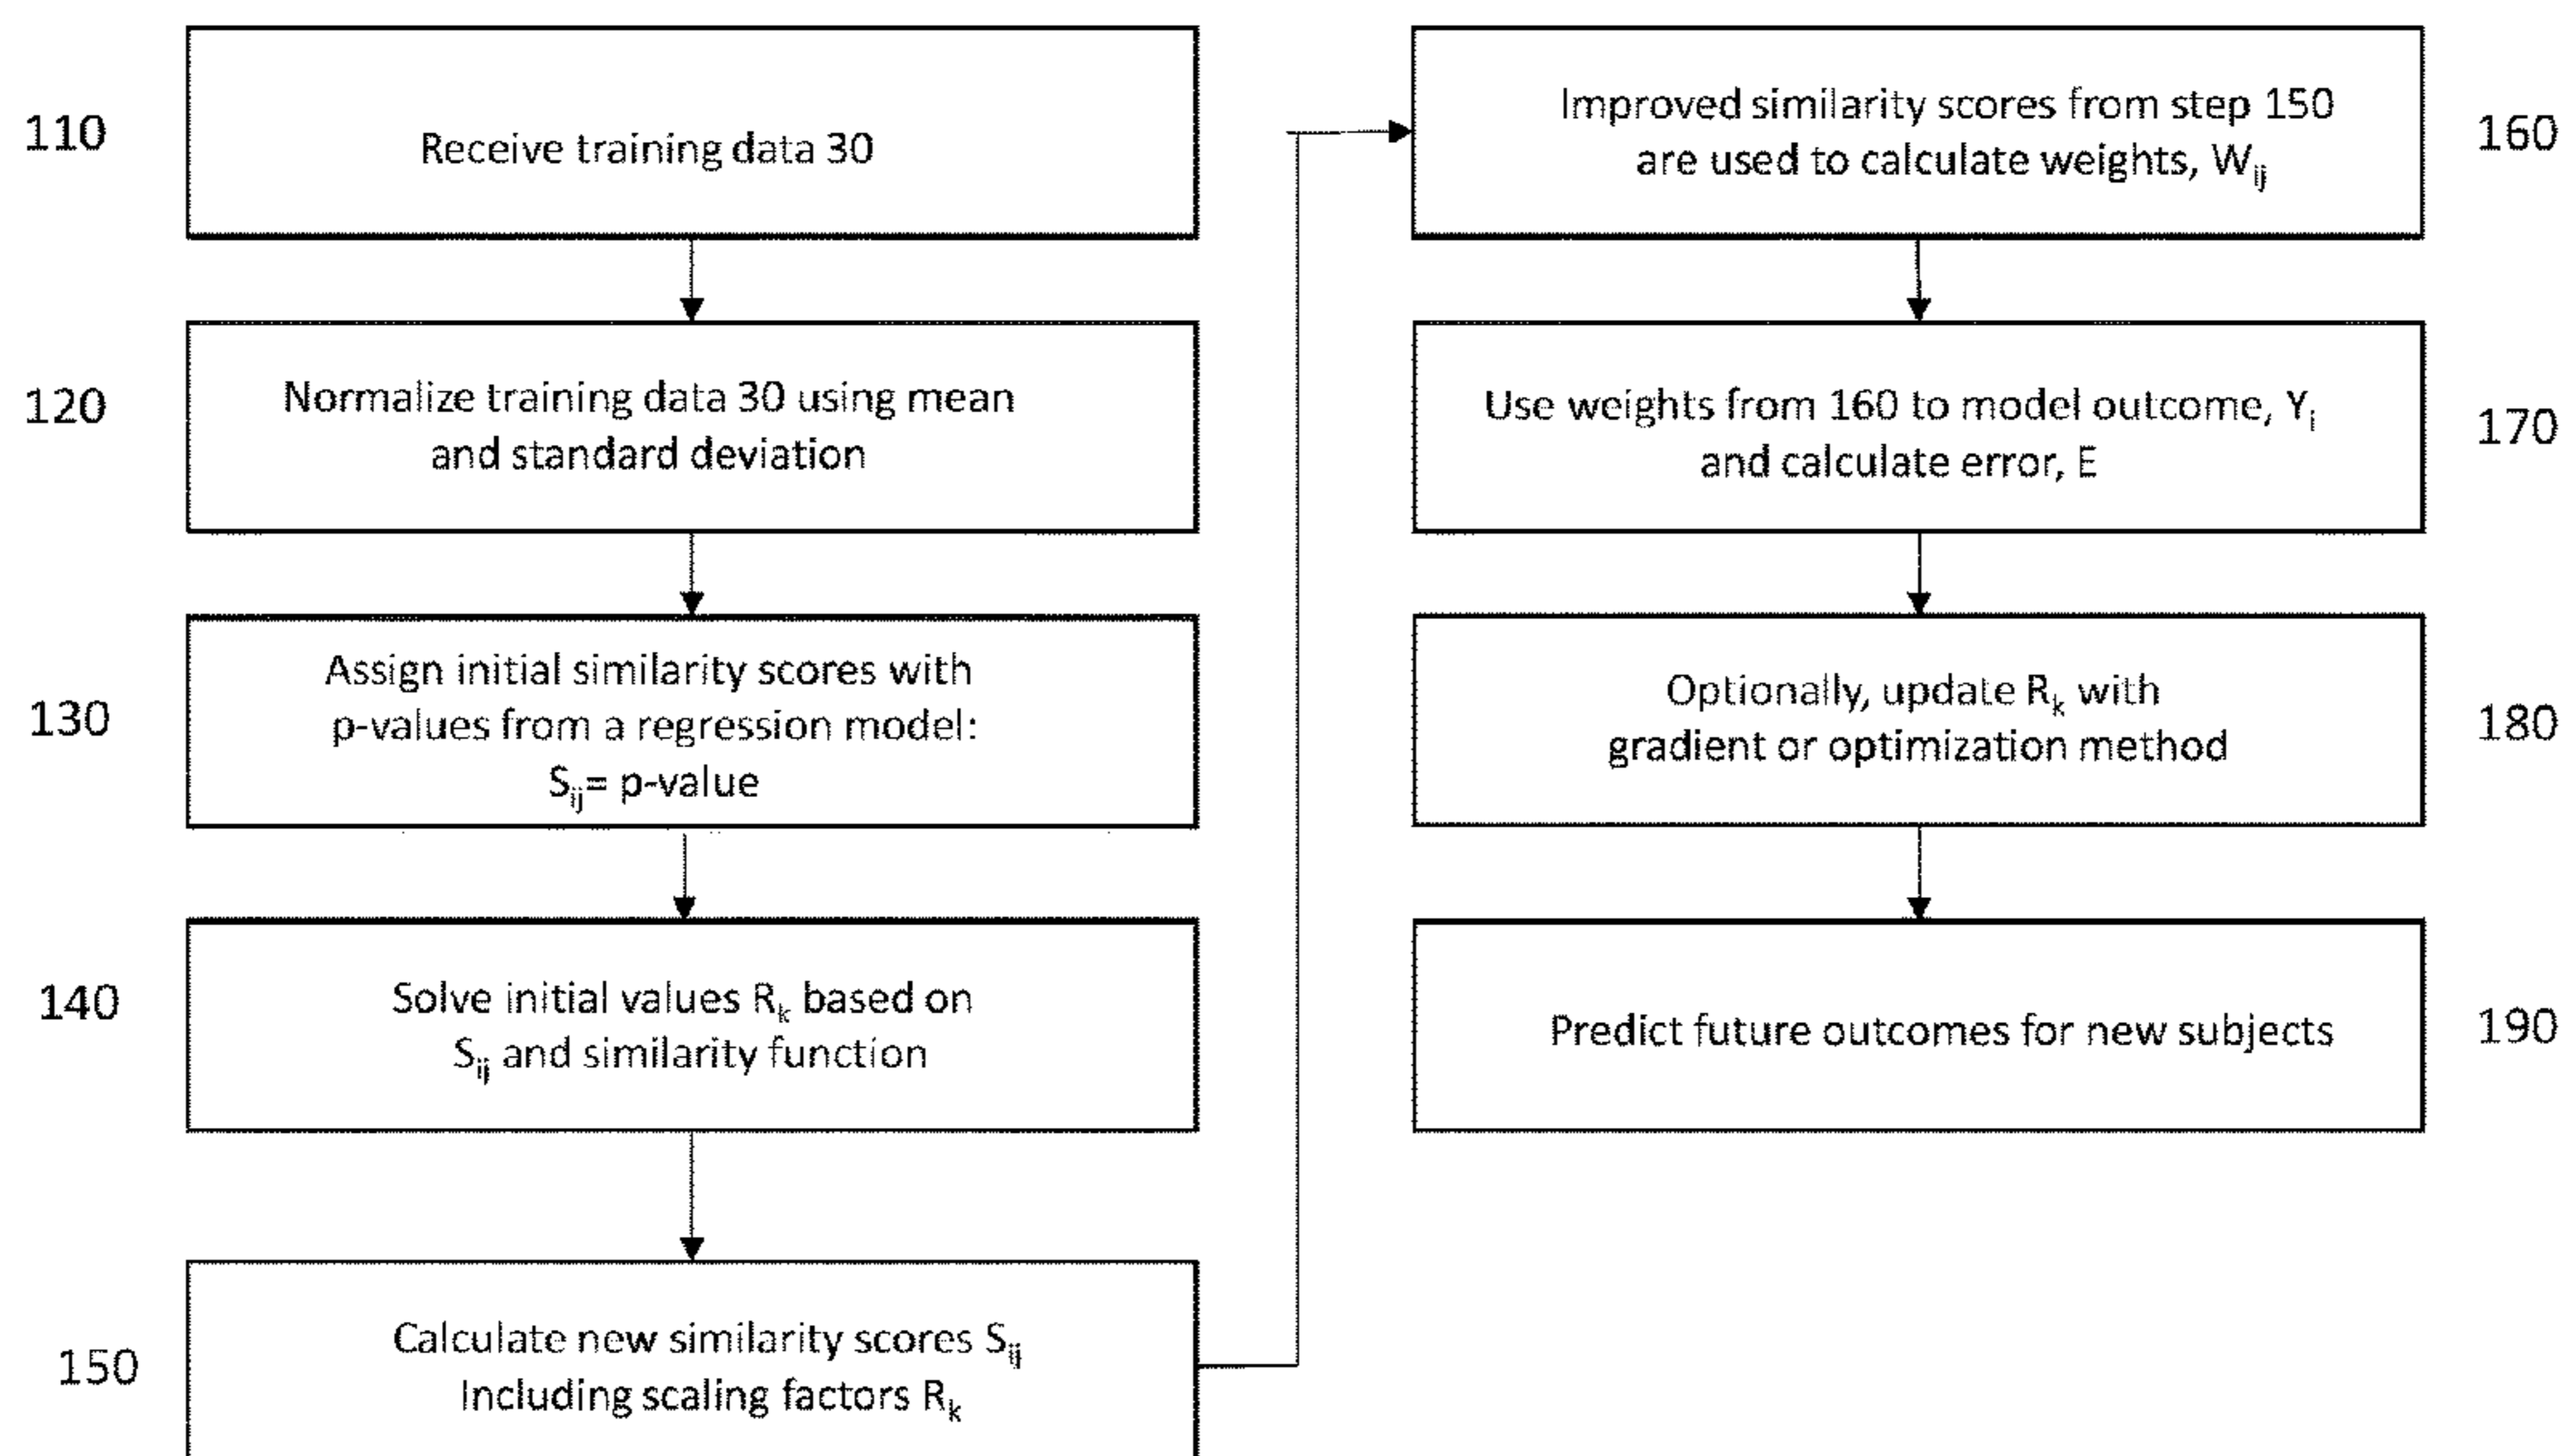 110
Receive training data 30
120
Normalize training data 30 using mean
and standard deviation
130
Assign initial similarity scores with
p-values from a regression model:
Sij= p-value
140
Solve initial values Rk based on
Sij and similarity function
150
Calculate new similarity scores Sij
Including scaling factors Rk
Improved similarity scores from step 150
are used to calculate weights, Wij
160
Use weights from 160 to model outcome, Yi
and calculate error, E
170
Optionally, update Rk with
gradient or optimization method
180
Predict future outcomes for new subjects
190